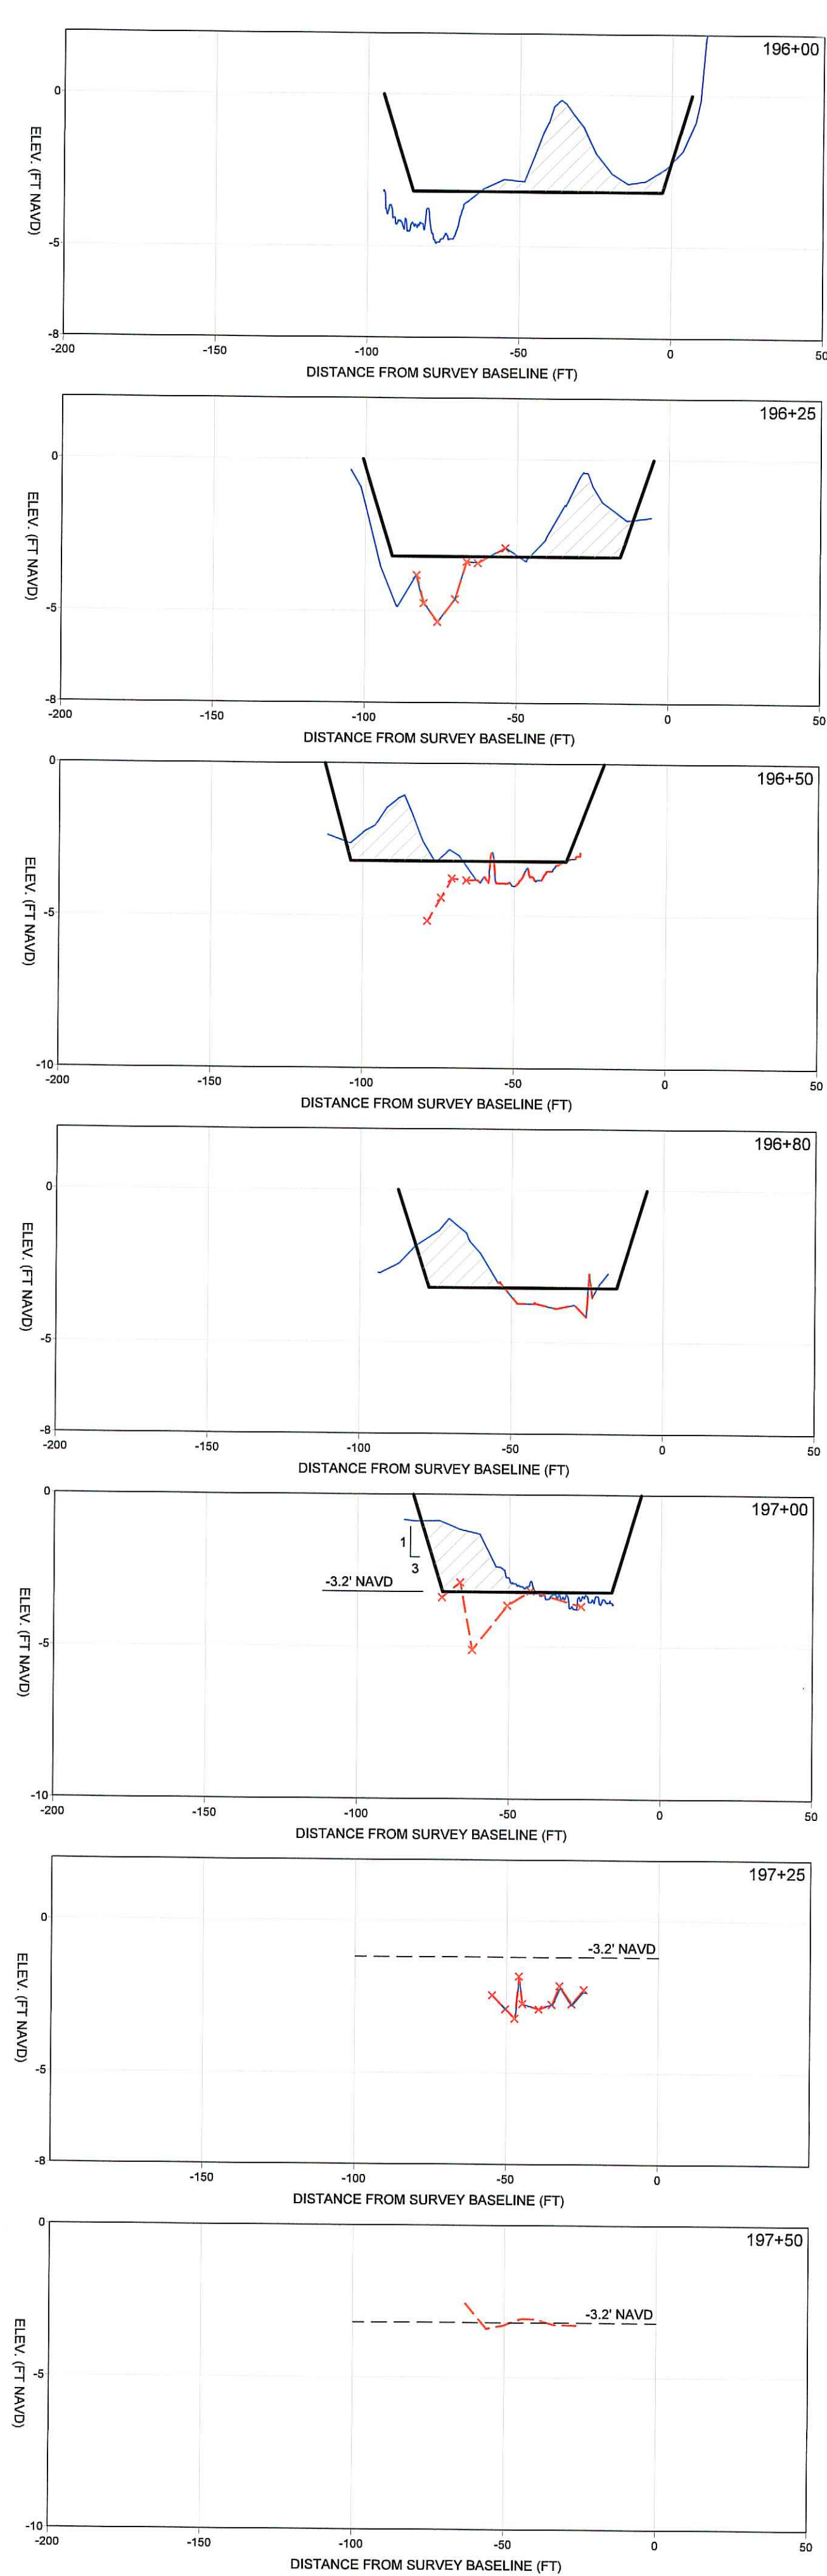 196+00
0
-5
-8
ELEV. (FT NAVD)
-200 -150 -100 -50 0 50
DISTANCE FROM SURVEY BASELINE (FT)
196+25
0
-5
-8
ELEV. (FT NAVD)
-200 -150 -100 -50 0 50
DISTANCE FROM SURVEY BASELINE (FT)
196+50
0
-5
-10
ELEV. (FT NAVD)
-200 -150 -100 -50 0 50
DISTANCE FROM SURVEY BASELINE (FT)
196+80
0
-5
-8
ELEV. (FT NAVD)
-200 -150 -100 -50 0 50
DISTANCE FROM SURVEY BASELINE (FT)
197+00
0
1
3
-3.2' NAVD
-5
-10
ELEV. (FT NAVD)
-200 -150 -100 -50 0 50
DISTANCE FROM SURVEY BASELINE (FT)
197+25
0
-3.2' NAVD
-5
-8
ELEV. (FT NAVD)
-150 -100 -50 0
DISTANCE FROM SURVEY BASELINE (FT)
197+50
0
-3.2' NAVD
-5
-10
ELEV. (FT NAVD)
-200 -150 -100 -50 0 50
DISTANCE FROM SURVEY BASELINE (FT)